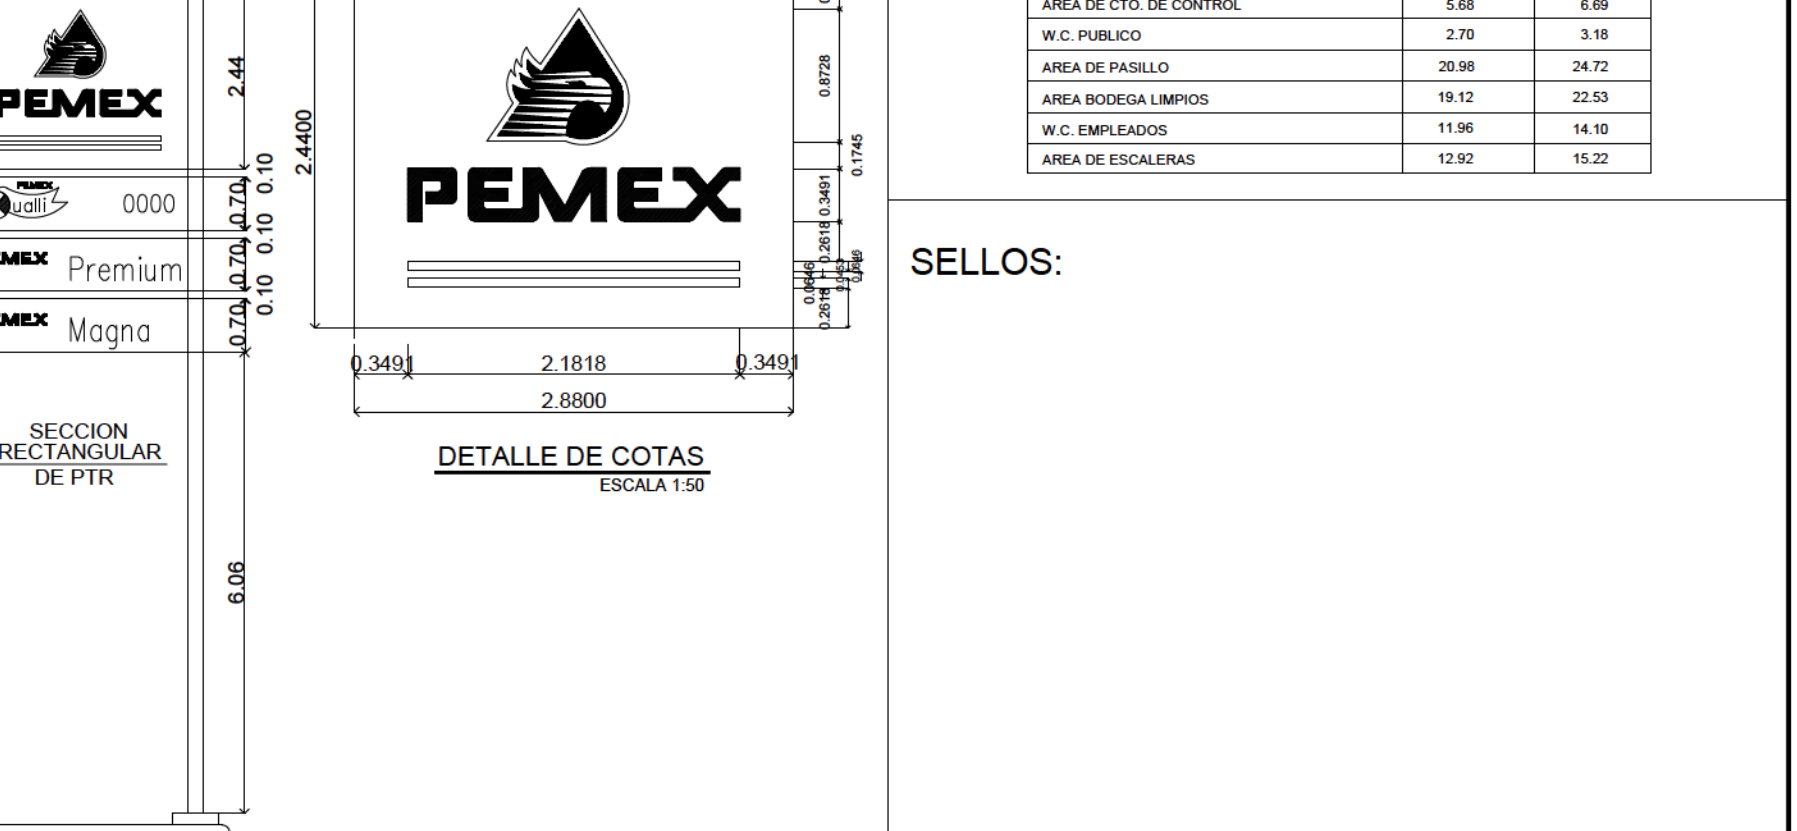 PEMEX
2.44
0.10
PEMEX
ualli
0000
0.70
0.10
MEX Premium
0.70
0.10
MEX Magna
0.70
SECCION
RECTANGULAR
DE PTR
6.06
2.4400
PEMEX
0.8728
0.1745
0.3491
0.2618
0.0646
0.2618
0.3491
2.1818
0.3491
2.8800
DETALLE DE COTAS
ESCALA 1:50
AREA DE CTO. DE CONTROL 5.68 6.69
W.C. PUBLICO 2.70 3.18
AREA DE PASILLO 20.98 24.72
AREA BODEGA LIMPIOS 19.12 22.53
W.C. EMPLEADOS 11.96 14.10
AREA DE ESCALERAS 12.92 15.22
SELLOS: